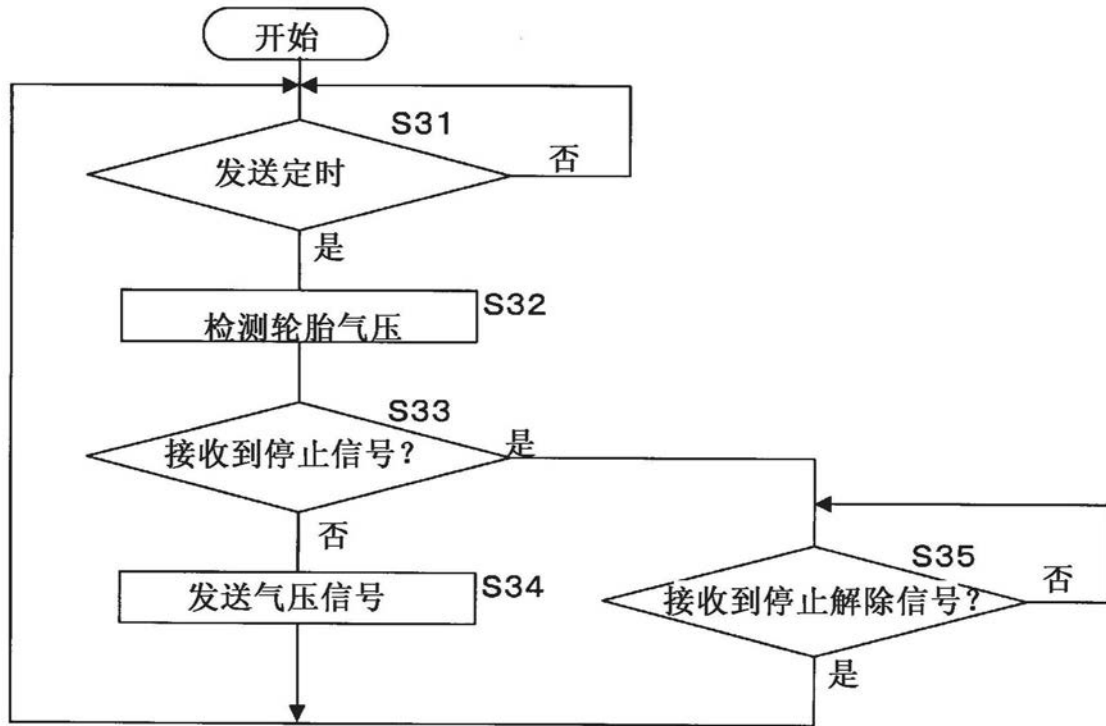 开始
S31
发送定时
否
是
S32
检测轮胎气压
S33
接收到停止信号？
是
否
S34
发送气压信号
S35
接收到停止解除信号？
否
是